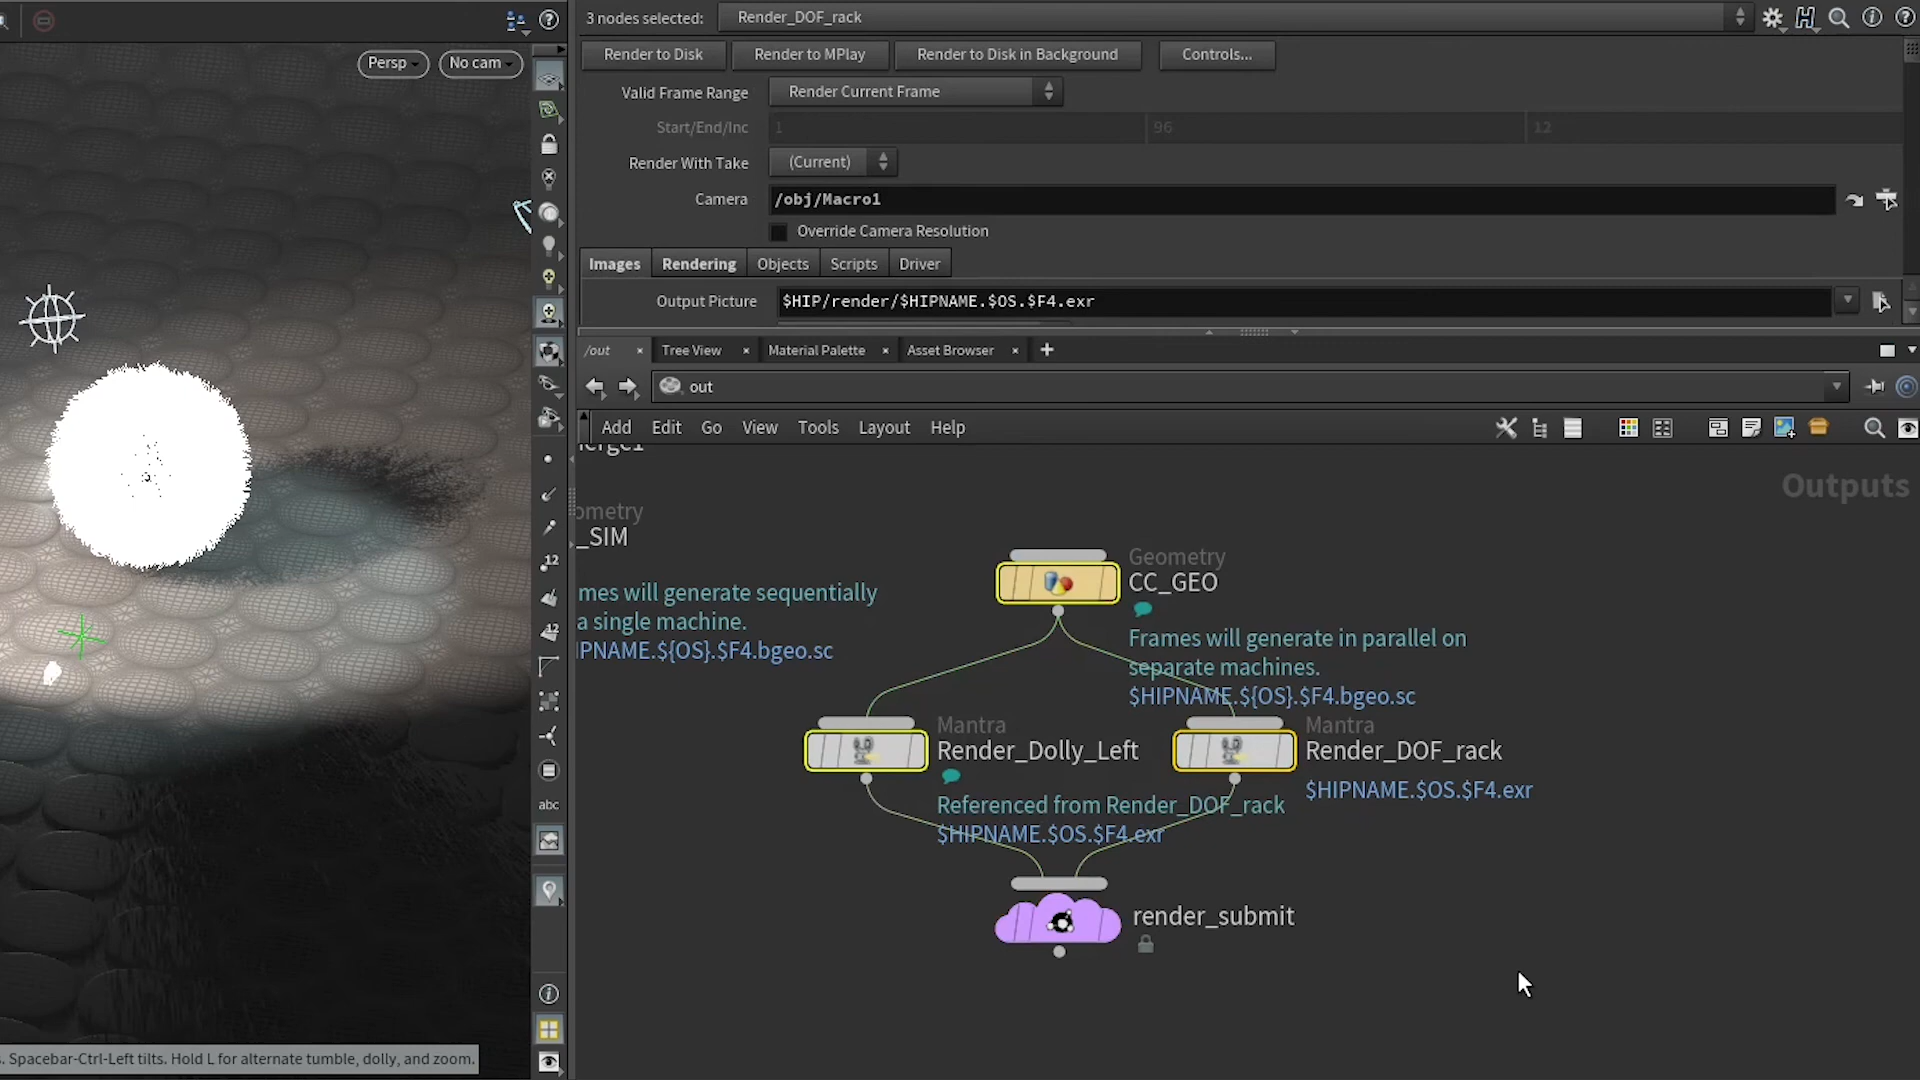 3 nodes selected: Render_DOF_rack
Persp No cam
Render to Disk Render to MPlay Render to Disk in Background Controls...
Valid Frame Range Render Current Frame
Start/End/Inc 1 96 12
Render With Take (Current)
Camera /obj/Macro1
Override Camera Resolution
Images Rendering Objects Scripts Driver
Output Picture $HIP/render/$HIPNAME.$OS.$F4.exr
/out Tree View Material Palette Asset Browser
out
Add Edit Go View Tools Layout Help
Outputs
_SIM
mes will generate sequentially
a single machine.
IPNAME.${OS}.$F4.bgeo.sc
Geometry
CC_GEO
Frames will generate in parallel on
separate machines.
$HIPNAME.${OS}.$F4.bgeo.sc
Mantra
Render_Dolly_Left
Referenced from Render_DOF_rack
$HIPNAME.$OS.$F4.exr
Mantra
Render_DOF_rack
$HIPNAME.$OS.$F4.exr
render_submit
12
12
abc
s. Spacebar-Ctrl-Left tilts. Hold L for alternate tumble, dolly, and zoom.